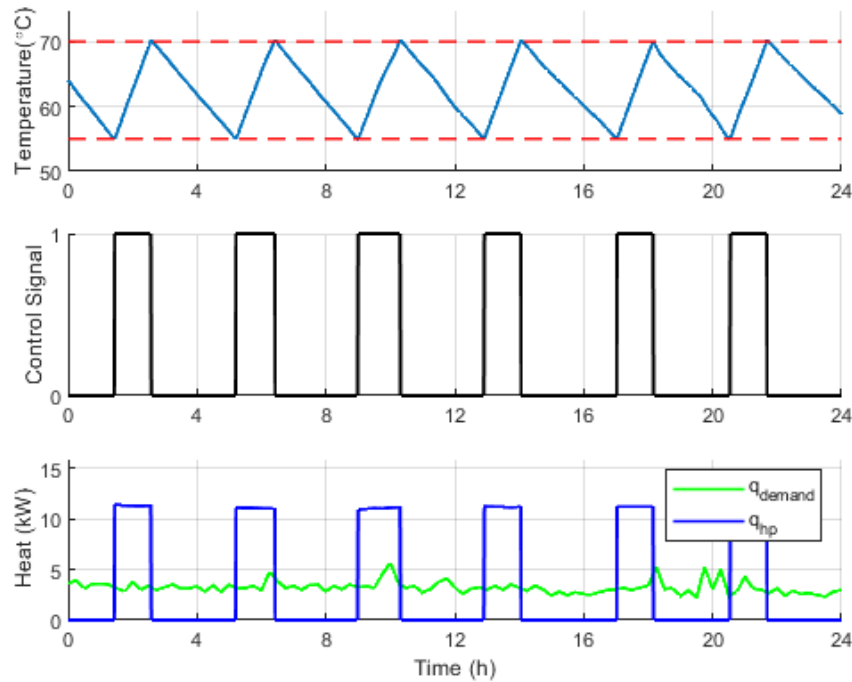 Temperature(°C)
70
60
50
0 4 8 12 16 20 24
Control Signal
1
0
0 4 8 12 16 20 24
Heat (kW)
15
10
5
0
q_demand
q_hp
0 4 8 12 16 20 24
Time (h)